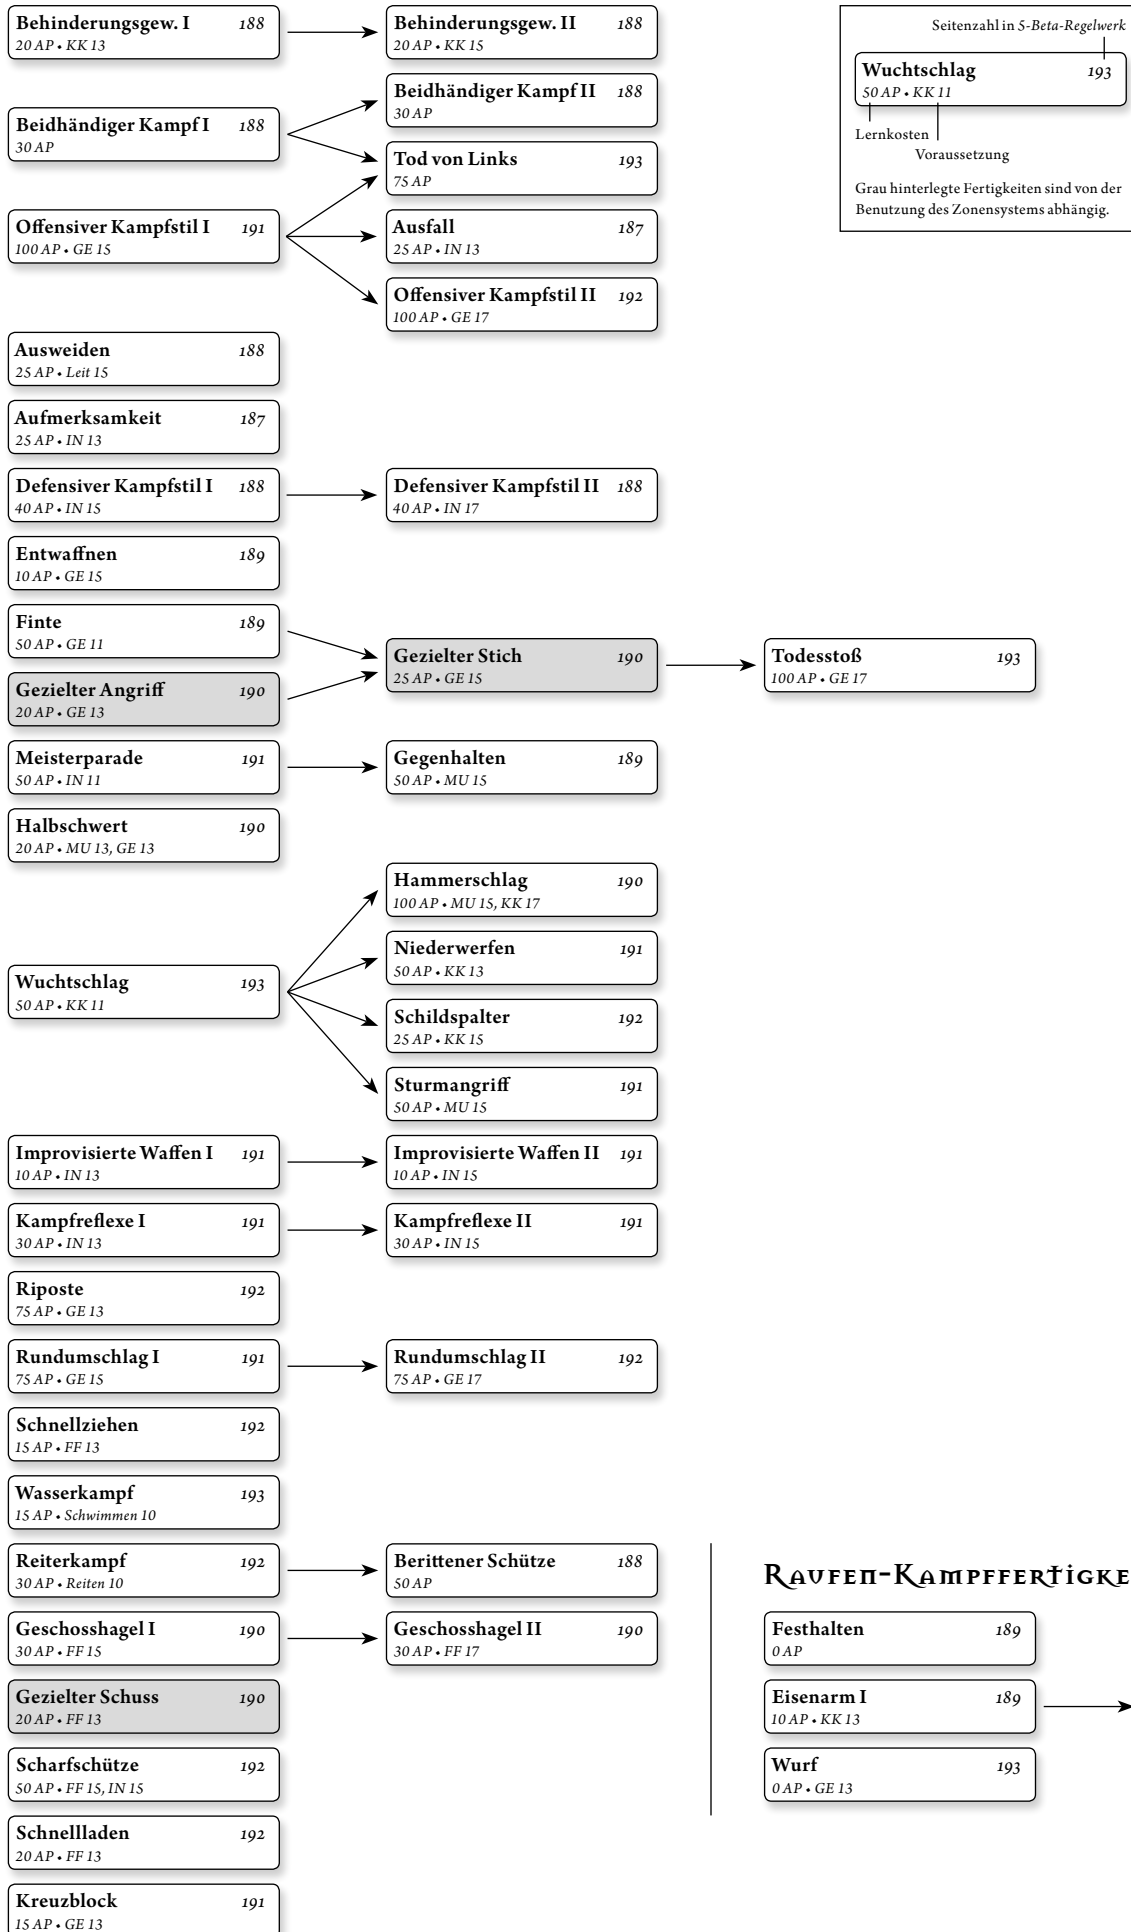 Behinderungsgew. I 188
20 AP • KK 13
Behinderungsgew. II 188
20 AP • KK 15
Seitenzahl in 5-Beta-Regelwerk
Wuchtschlag 193
50 AP • KK 11
Lernkosten
Voraussetzung
Grau hinterlegte Fertigkeiten sind von der
Benutzung des Zonensystems abhängig.
Beidhändiger Kampf I 188
30 AP
Beidhändiger Kampf II 188
30 AP
Tod von Links 193
75 AP
Offensiver Kampfstil I 191
100 AP • GE 15
Ausfall 187
25 AP • IN 13
Offensiver Kampfstil II 192
100 AP • GE 17
Ausweiden 188
25 AP • Leit 15
Aufmerksamkeit 187
25 AP • IN 13
Defensiver Kampfstil I 188
40 AP • IN 15
Defensiver Kampfstil II 188
40 AP • IN 17
Entwaffnen 189
10 AP • GE 15
Finte 189
50 AP • GE 11
Gezielter Angriff 190
20 AP • GE 13
Gezielter Stich 190
25 AP • GE 15
Todesstoß 193
100 AP • GE 17
Meisterparade 191
50 AP • IN 11
Gegenhalten 189
50 AP • MU 15
Halbschwert 190
20 AP • MU 13, GE 13
Wuchtschlag 193
50 AP • KK 11
Hammerschlag 190
100 AP • MU 15, KK 17
Niederwerfen 191
50 AP • KK 13
Schildspalter 192
25 AP • KK 15
Sturmangriff 191
50 AP • MU 15
Improvisierte Waffen I 191
10 AP • IN 13
Improvisierte Waffen II 191
10 AP • IN 15
Kampfreflexe I 191
30 AP • IN 13
Kampfreflexe II 191
30 AP • IN 15
Riposte 192
75 AP • GE 13
Rundumschlag I 191
75 AP • GE 15
Rundumschlag II 192
75 AP • GE 17
Schnellziehen 192
15 AP • FF 13
Wasserkampf 193
15 AP • Schwimmen 10
Reiterkampf 192
30 AP • Reiten 10
Berittener Schütze 188
50 AP
Geschosshagel I 190
30 AP • FF 15
Geschosshagel II 190
30 AP • FF 17
Gezielter Schuss 190
20 AP • FF 13
Scharfschütze 192
50 AP • FF 15, IN 15
Schnellladen 192
20 AP • FF 13
Kreuzblock 191
15 AP • GE 13
Raufen-Kampffertigke
Festhalten 189
0 AP
Eisenarm I 189
10 AP • KK 13
Wurf 193
0 AP • GE 13